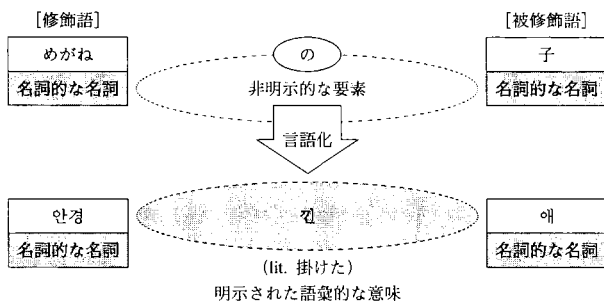 [修飾語] [被修飾語]
めがね の 子
名詞的な名詞 非明示的な要素 名詞的な名詞
言語化
안경 낀 애
名詞的な名詞 名詞的な名詞
(lit. 掛けた)
明示された語彙的な意味